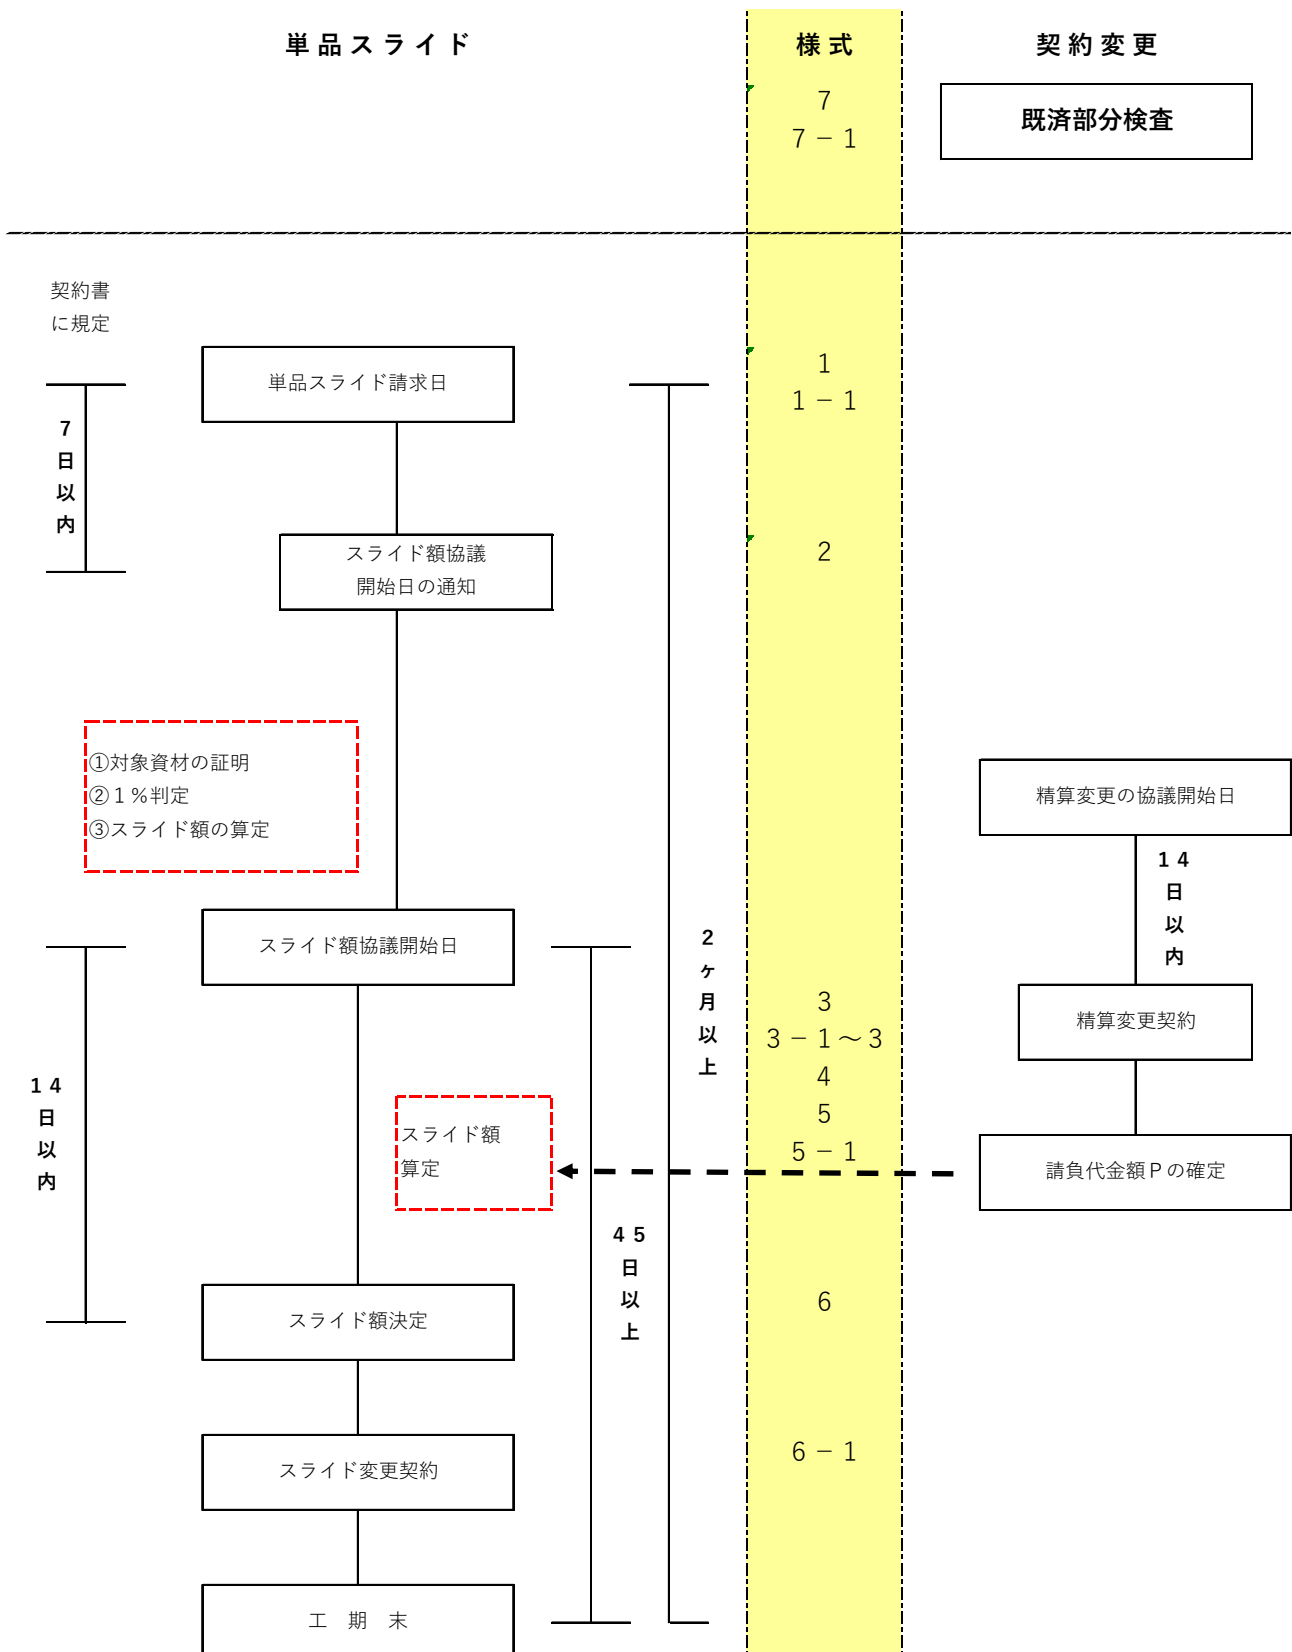 単品スライド
様式
契約変更
7
7－1
既済部分検査
契約書
に規定
単品スライド請求日
1
1－1
7
日
以
内
スライド額協議
開始日の通知
2
①対象資材の証明
②１％判定
③スライド額の算定
精算変更の協議開始日
14
日
以
内
スライド額協議開始日
2
ヶ
月
以
上
3
3－1～3
4
5
5－1
精算変更契約
14
日
以
内
スライド額
算定
請負代金額Ｐの確定
45
日
以
上
スライド額決定
6
スライド変更契約
6－1
工　期　末